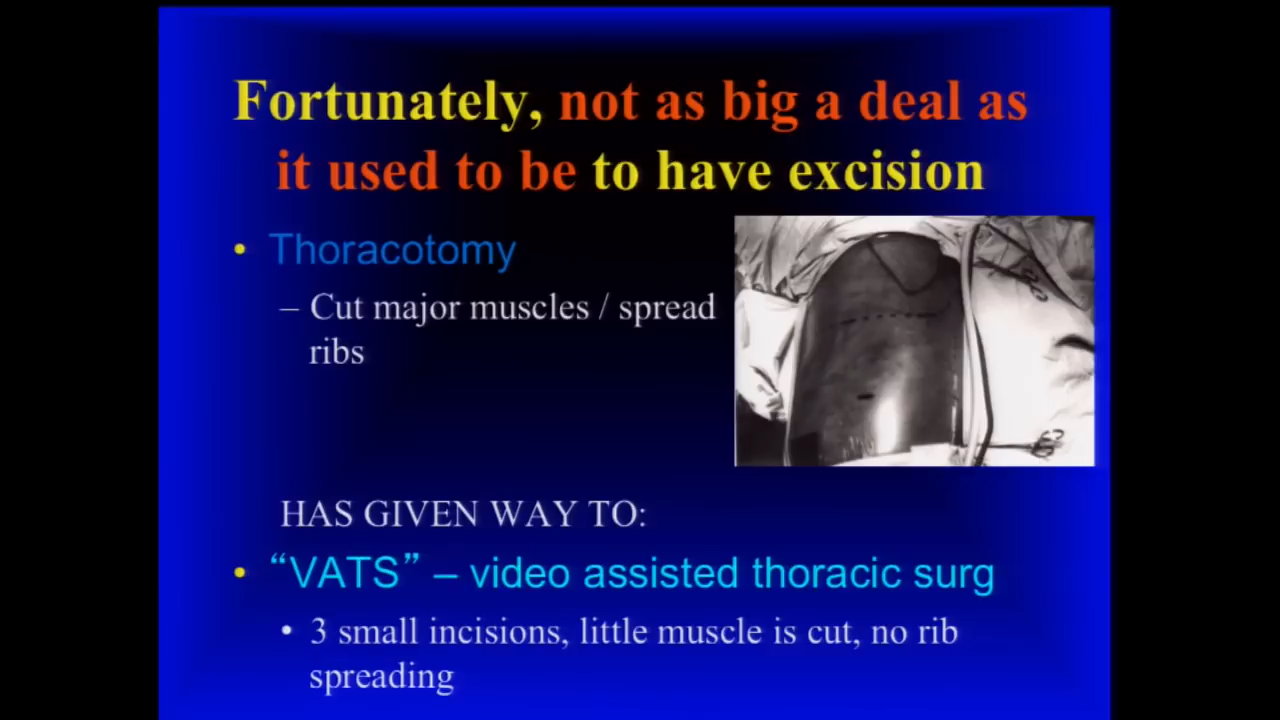 Fortunately, not as big a deal as
it used to be to have excision
• Thoracotomy
– Cut major muscles / spread
ribs
HAS GIVEN WAY TO:
• “VATS” – video assisted thoracic surg
• 3 small incisions, little muscle is cut, no rib
spreading